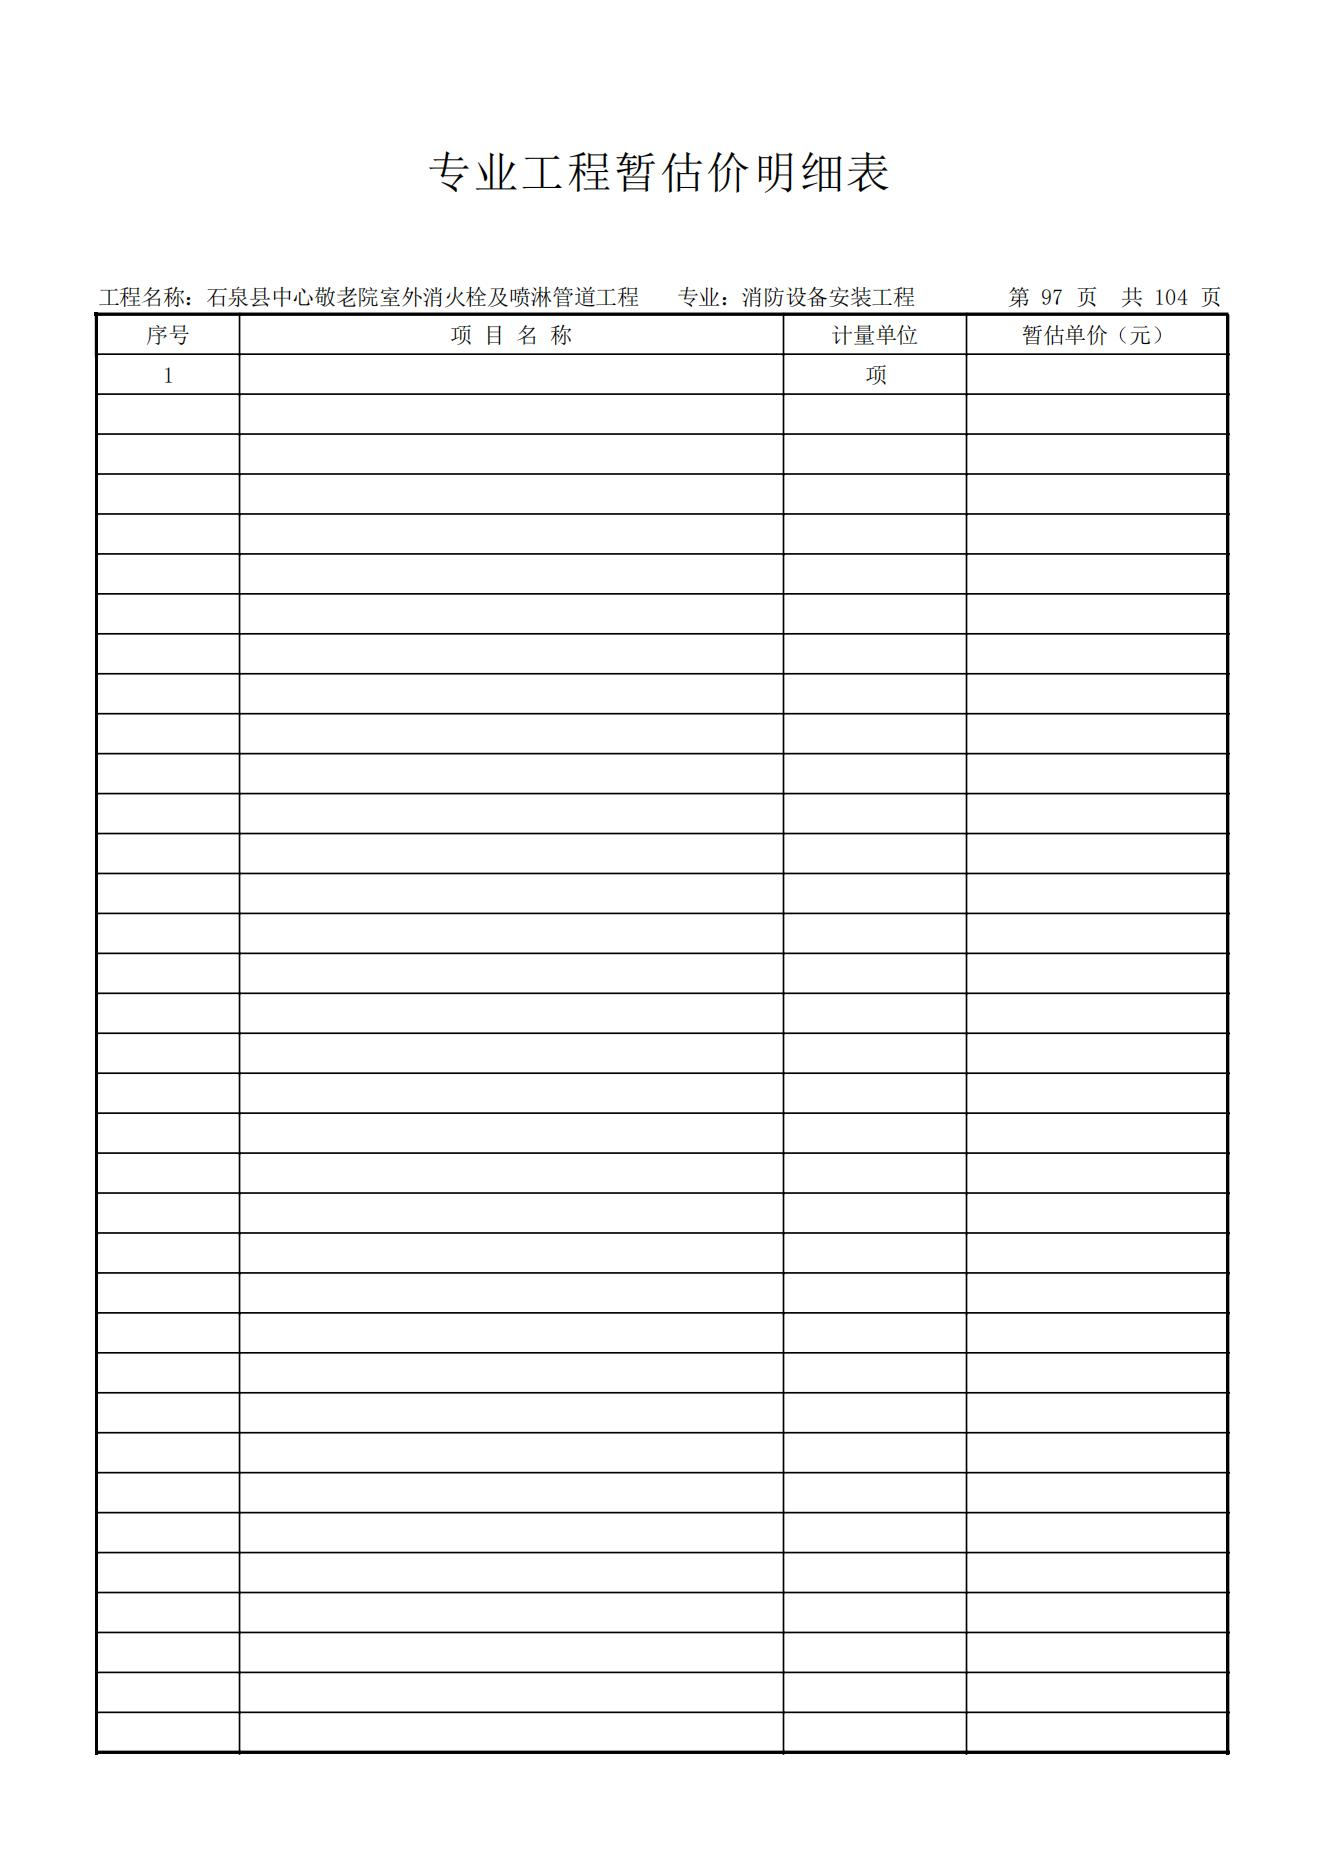 专业工程暂估价明细表
工程名称：石泉县中心敬老院室外消火栓及喷淋管道工程 专业：消防设备安装工程 第 97 页 共 104 页
序号 项 目 名 称 计量单位 暂估单价（元）
1 项